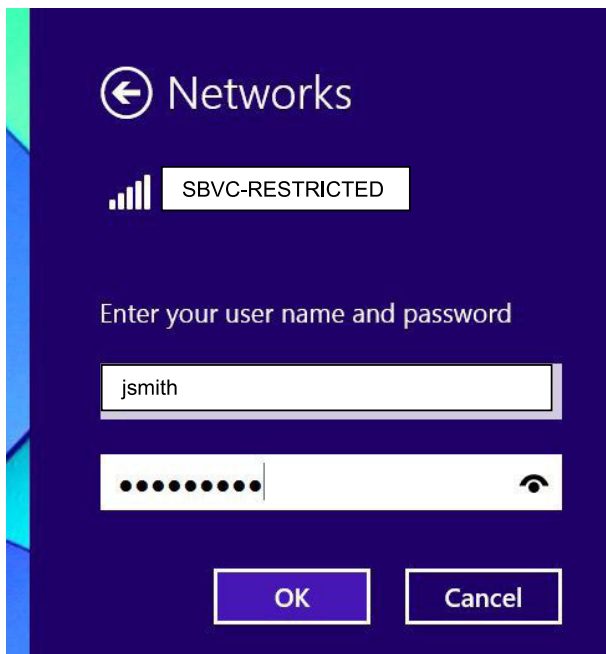 Networks
SBVC-RESTRICTED
Enter your user name and password
jsmith
●●●●●●●●●
OK Cancel